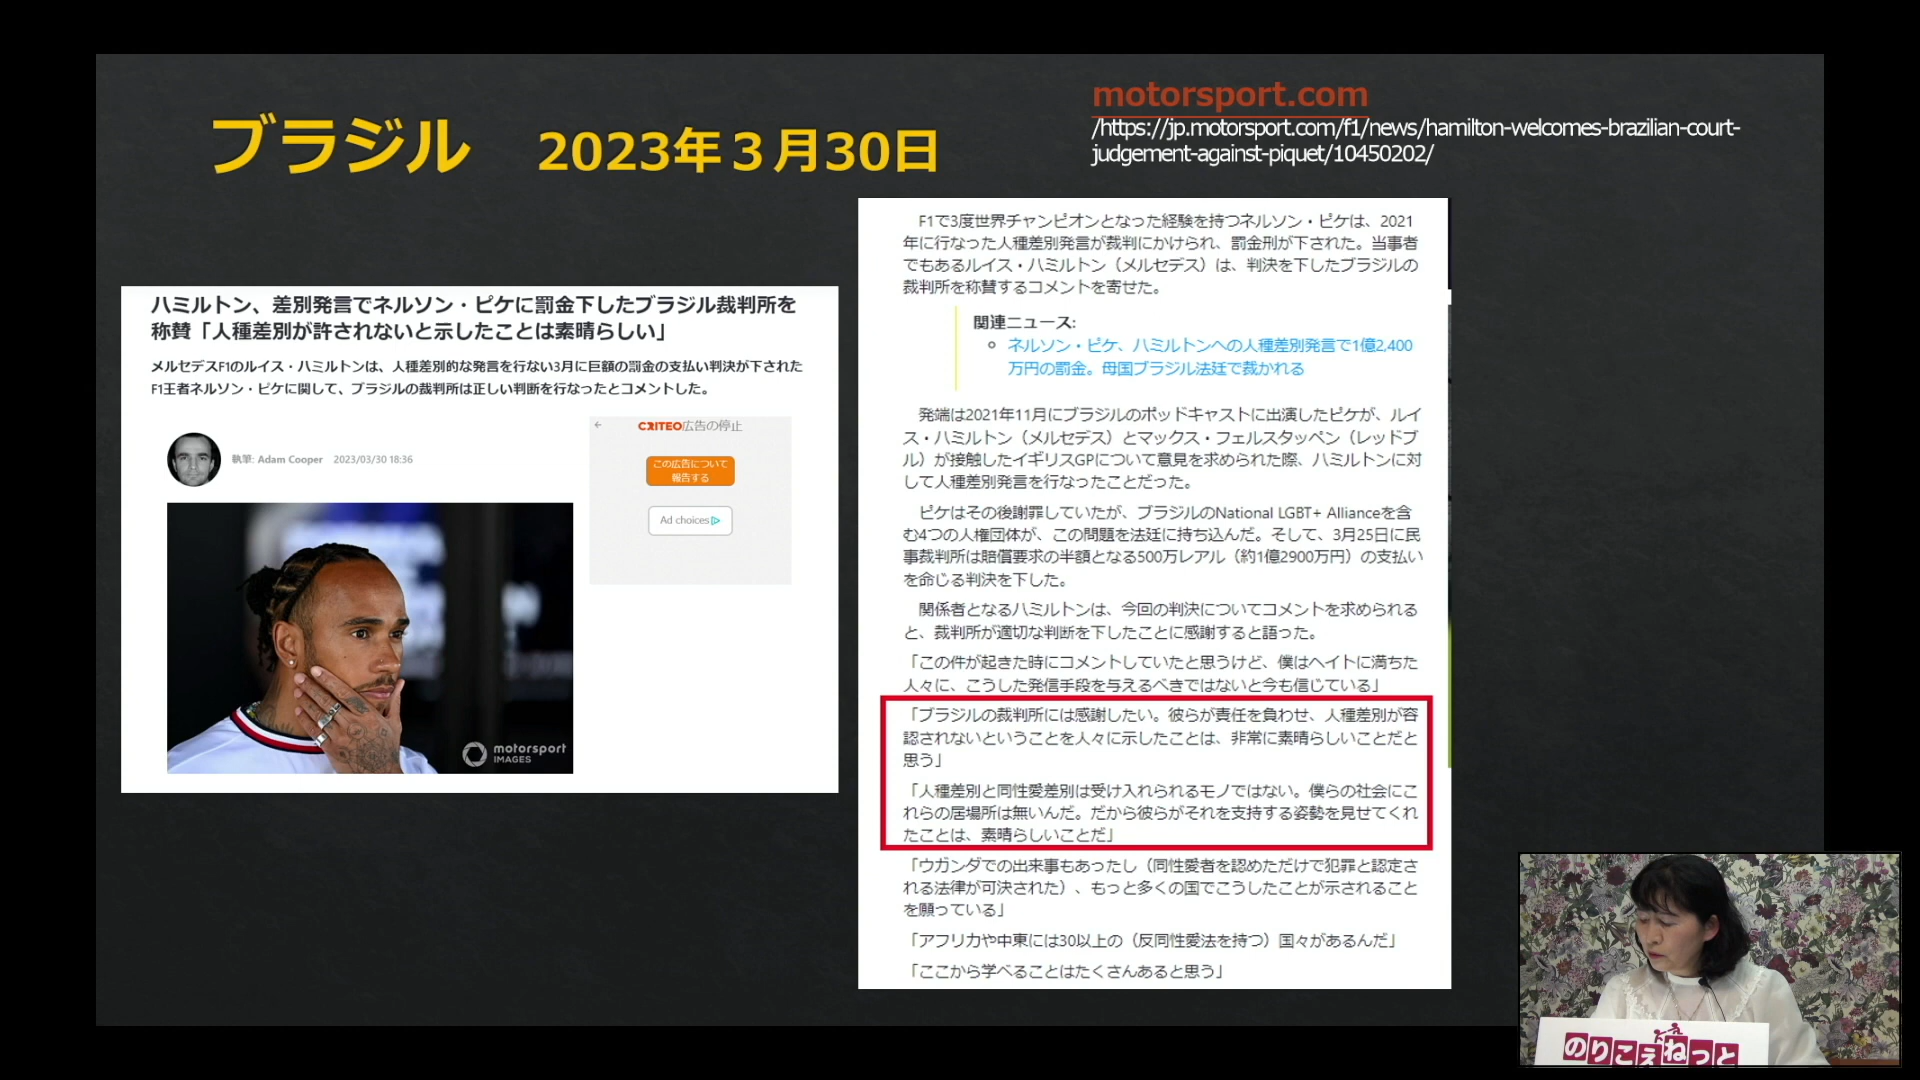 ブラジル 2023年３月30日
motorsport.com
/https://jp.motorsport.com/f1/news/hamilton-welcomes-brazilian-court-
judgement-against-piquet/10450202/
ハミルトン、差別発言でネルソン・ピケに罰金下したブラジル裁判所を
称賛「人種差別が許されないと示したことは素晴らしい」
メルセデスF1のルイス・ハミルトンは、人種差別的な発言を行ない3月に巨額の罰金の支払い判決が下された
F1王者ネルソン・ピケに関して、ブラジルの裁判所は正しい判断を行なったとコメントした。
執筆: Adam Cooper 2023/03/30 18:36
CRITEO広告の停止
この広告について
報告する
Ad choices
motorsport
IMAGES
F1で3度世界チャンピオンとなった経験を持つネルソン・ピケは、2021
年に行なった人種差別発言が裁判にかけられ、罰金刑が下された。当事者
でもあるルイス・ハミルトン（メルセデス）は、判決を下したブラジルの
裁判所を称賛するコメントを寄せた。
関連ニュース:
ネルソン・ピケ、ハミルトンへの人種差別発言で1億2,400
万円の罰金。母国ブラジル法廷で裁かれる
発端は2021年11月にブラジルのポッドキャストに出演したピケが、ルイ
ス・ハミルトン（メルセデス）とマックス・フェルスタッペン（レッドブ
ル）が接触したイギリスGPについて意見を求められた際、ハミルトンに対
して人種差別発言を行なったことだった。
ピケはその後謝罪していたが、ブラジルのNational LGBT+ Allianceを含
む4つの人権団体が、この問題を法廷に持ち込んだ。そして、3月25日に民
事裁判所は賠償要求の半額となる500万レアル（約1億2900万円）の支払い
を命じる判決を下した。
関係者となるハミルトンは、今回の判決についてコメントを求められる
と、裁判所が適切な判断を下したことに感謝すると語った。
「この件が起きた時にコメントしていたと思うけど、僕はヘイトに満ちた
人々に、こうした発信手段を与えるべきではないと今も信じている」
「ブラジルの裁判所には感謝したい。彼らが責任を負わせ、人種差別が容
認されないということを人々に示したことは、非常に素晴らしいことだと
思う」
「人種差別と同性愛差別は受け入れられるモノではない。僕らの社会にこ
れらの居場所は無いんだ。だから彼らがそれを支持する姿勢を見せてくれ
たことは、素晴らしいことだ」
「ウガンダでの出来事もあったし（同性愛者を認めただけで犯罪と認定さ
れる法律が可決された）、もっと多くの国でこうしたことが示されること
を願っている」
「アフリカや中東には30以上の（反同性愛法を持つ）国々があるんだ」
「ここから学べることはたくさんあると思う」
のりこえねっと